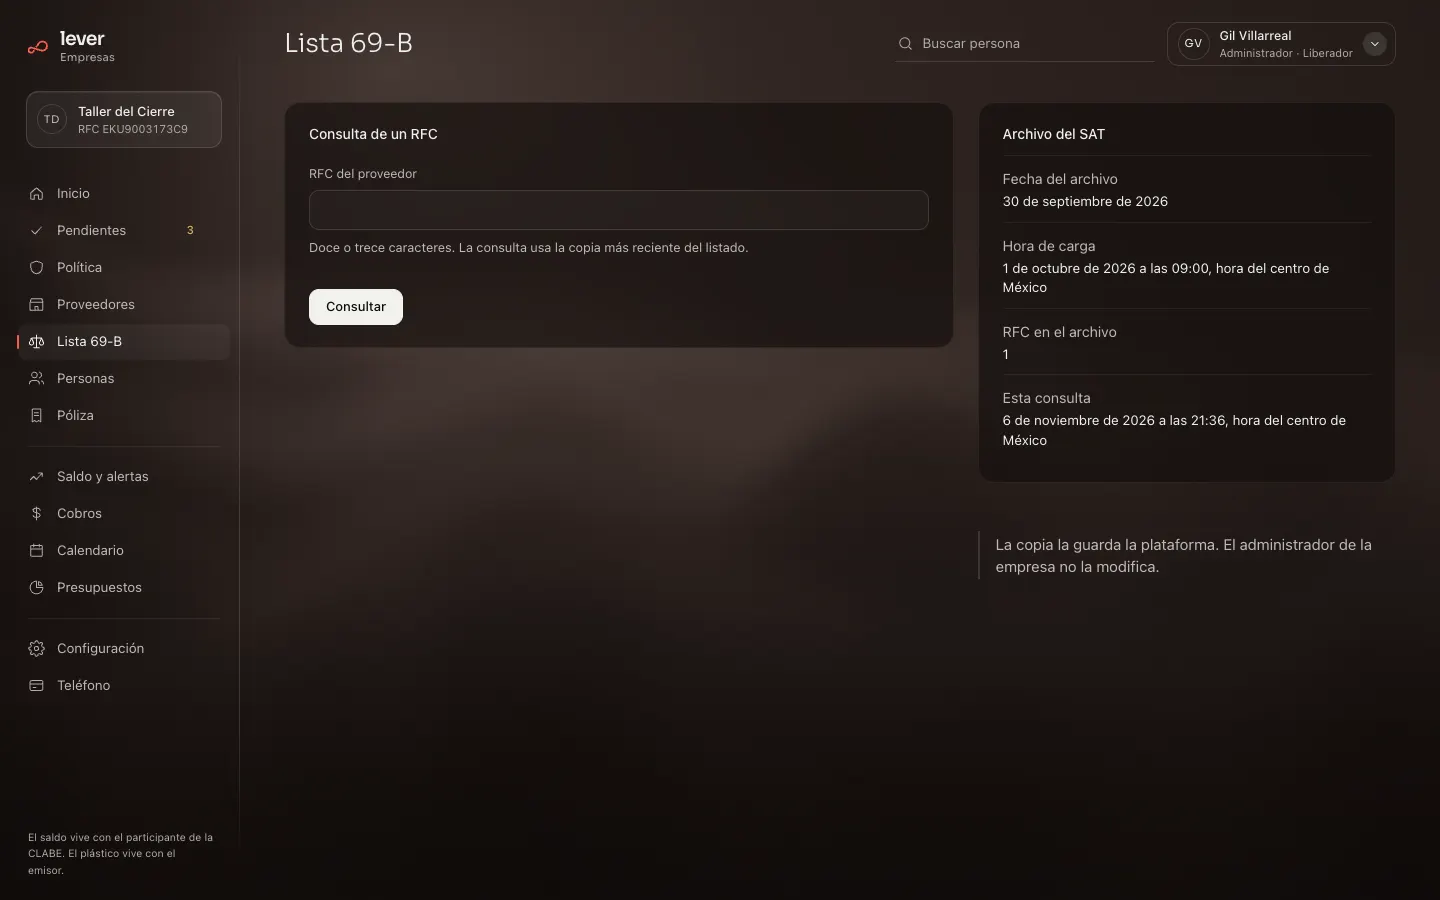 lever
Empresas
TD
Taller del Cierre
RFC EKU9003173C9
Inicio
Pendientes 3
Política
Proveedores
Lista 69-B
Personas
Póliza
Saldo y alertas
Cobros
Calendario
Presupuestos
Configuración
Teléfono
El saldo vive con el participante de la
CLABE. El plástico vive con el
emisor.
Lista 69-B
Buscar persona
GV
Gil Villarreal
Administrador · Liberador
Consulta de un RFC
RFC del proveedor
Doce o trece caracteres. La consulta usa la copia más reciente del listado.
Consultar
Archivo del SAT
Fecha del archivo
30 de septiembre de 2026
Hora de carga
1 de octubre de 2026 a las 09:00, hora del centro de
México
RFC en el archivo
1
Esta consulta
6 de noviembre de 2026 a las 21:36, hora del centro de
México
La copia la guarda la plataforma. El administrador de la
empresa no la modifica.